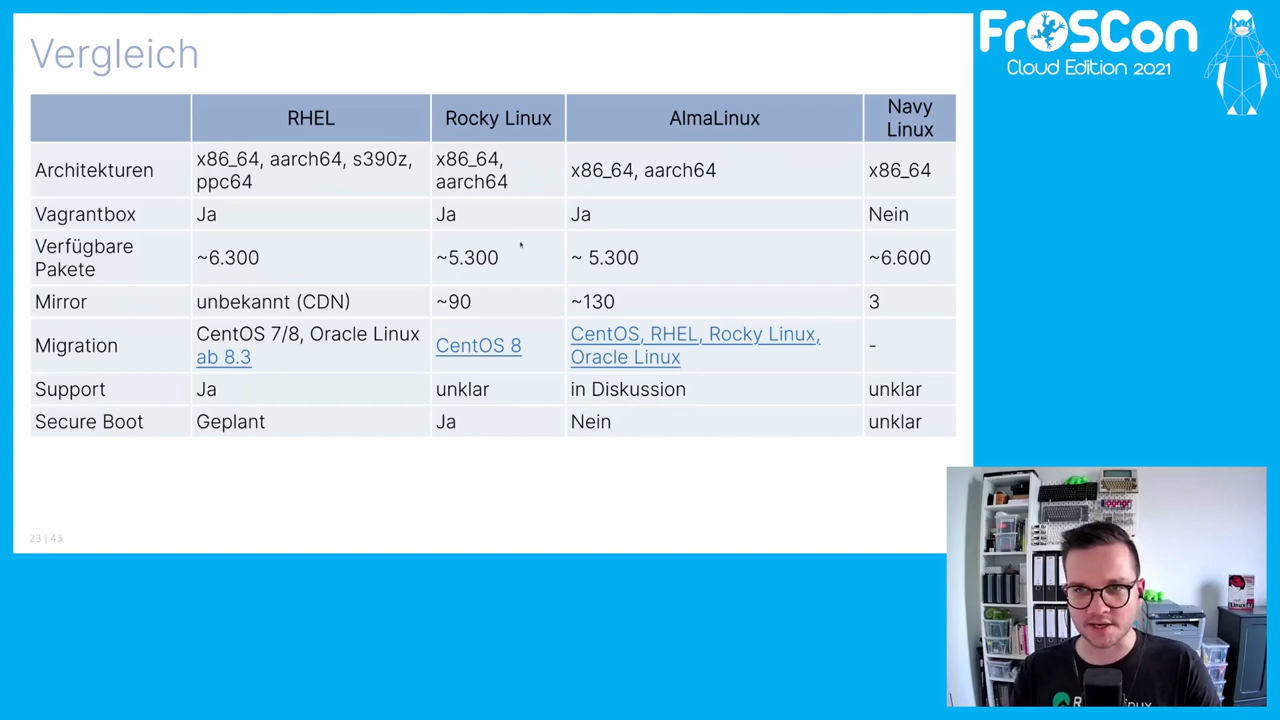 Vergleich
FrOSCon
Cloud Edition 2021
RHEL
Rocky Linux
AlmaLinux
Navy
Linux
Architekturen
x86_64, aarch64, s390z,
ppc64
x86_64,
aarch64
x86_64, aarch64
x86_64
Vagrantbox
Ja
Ja
Ja
Nein
Verfügbare
Pakete
~6.300
~5.300
~ 5.300
~6.600
Mirror
unbekannt (CDN)
~90
~130
3
Migration
CentOS 7/8, Oracle Linux
ab 8.3
CentOS 8
CentOS, RHEL, Rocky Linux,
Oracle Linux
-
Support
Ja
unklar
in Diskussion
unklar
Secure Boot
Geplant
Ja
Nein
unklar
23 | 43